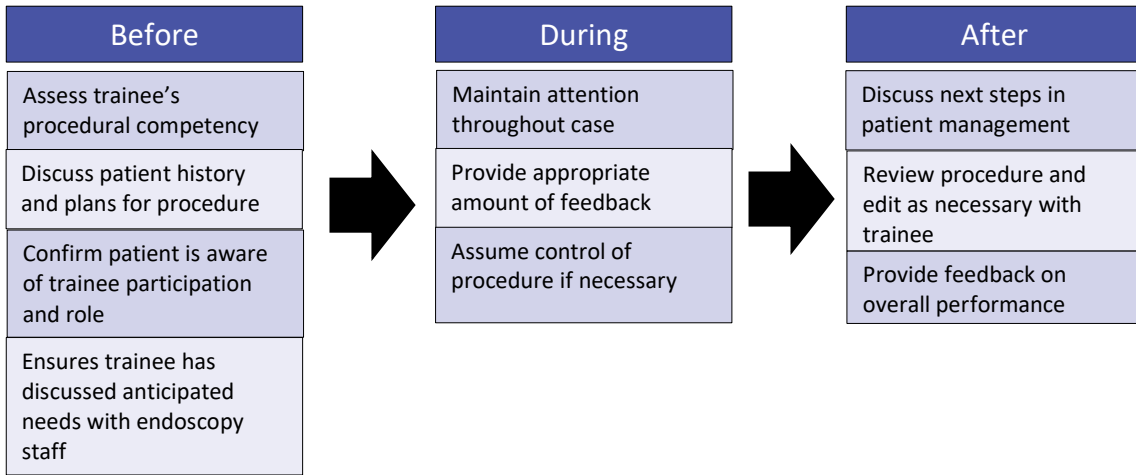 Before
Assess trainee’s
procedural competency
Discuss patient history
and plans for procedure
Confirm patient is aware
of trainee participation
and role
Ensures trainee has
discussed anticipated
needs with endoscopy
staff
During
Maintain attention
throughout case
Provide appropriate
amount of feedback
Assume control of
procedure if necessary
After
Discuss next steps in
patient management
Review procedure and
edit as necessary with
trainee
Provide feedback on
overall performance